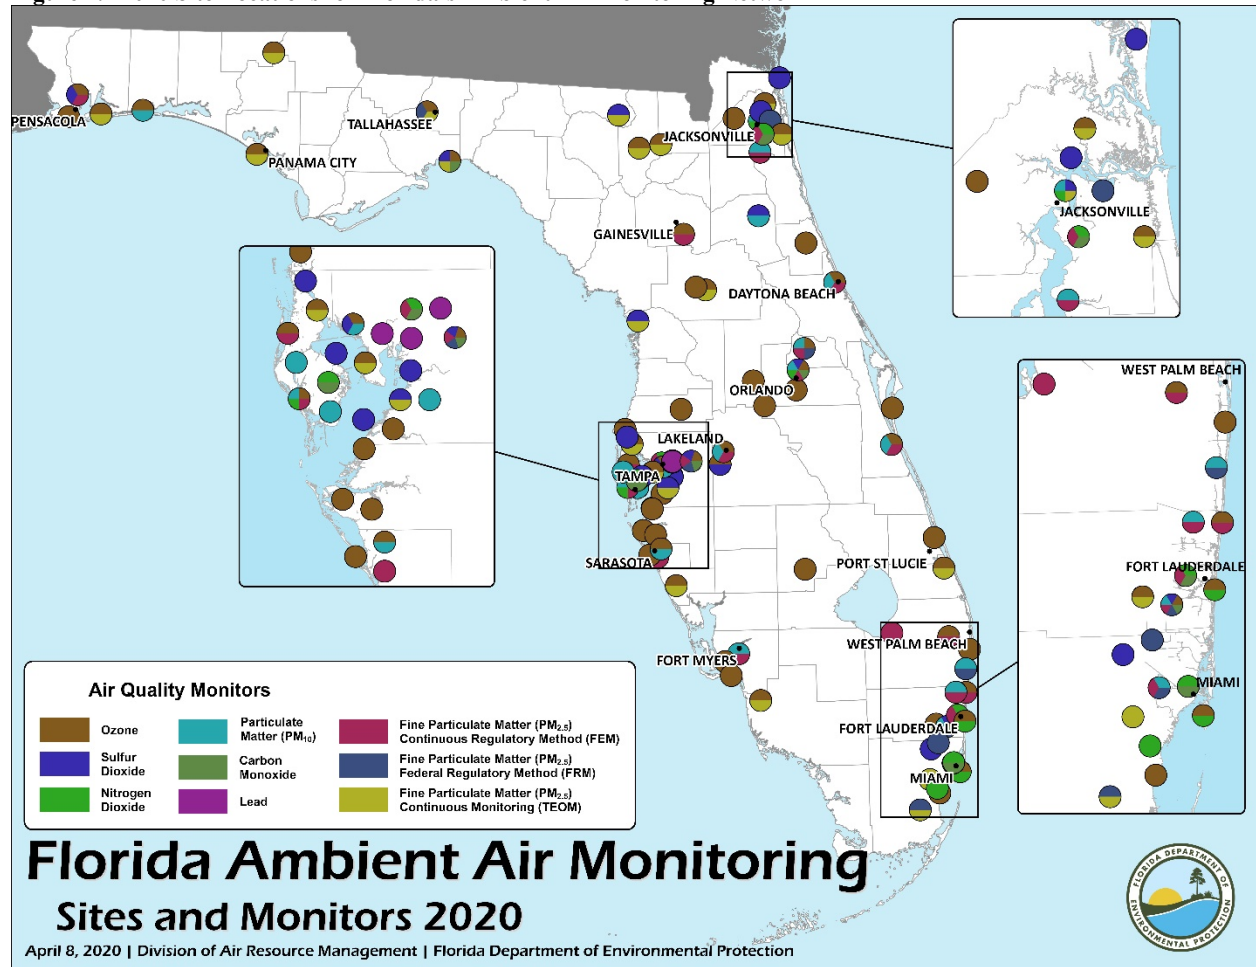 PENSACOLA
PANAMA CITY
TALLAHASSEE
JACKSONVILLE
GAINESVILLE
DAYTONA BEACH
ORLANDO
LAKELAND
TAMPA
SARASOTA
PORT ST LUCIE
FORT MYERS
WEST PALM BEACH
FORT LAUDERDALE
MIAMI
JACKSONVILLE
WEST PALM BEACH
FORT LAUDERDALE
MIAMI
Air Quality Monitors
Ozone
Sulfur
Dioxide
Nitrogen
Dioxide
Particulate
Matter (PM₁₀)
Carbon
Monoxide
Lead
Fine Particulate Matter (PM₂.₅)
Continuous Regulatory Method (FEM)
Fine Particulate Matter (PM₂.₅)
Federal Regulatory Method (FRM)
Fine Particulate Matter (PM₂.₅)
Continuous Monitoring (TEOM)
Florida Ambient Air Monitoring
Sites and Monitors 2020
April 8, 2020 | Division of Air Resource Management | Florida Department of Environmental Protection
FLORIDA DEPARTMENT OF
ENVIRONMENTAL PROTECTION